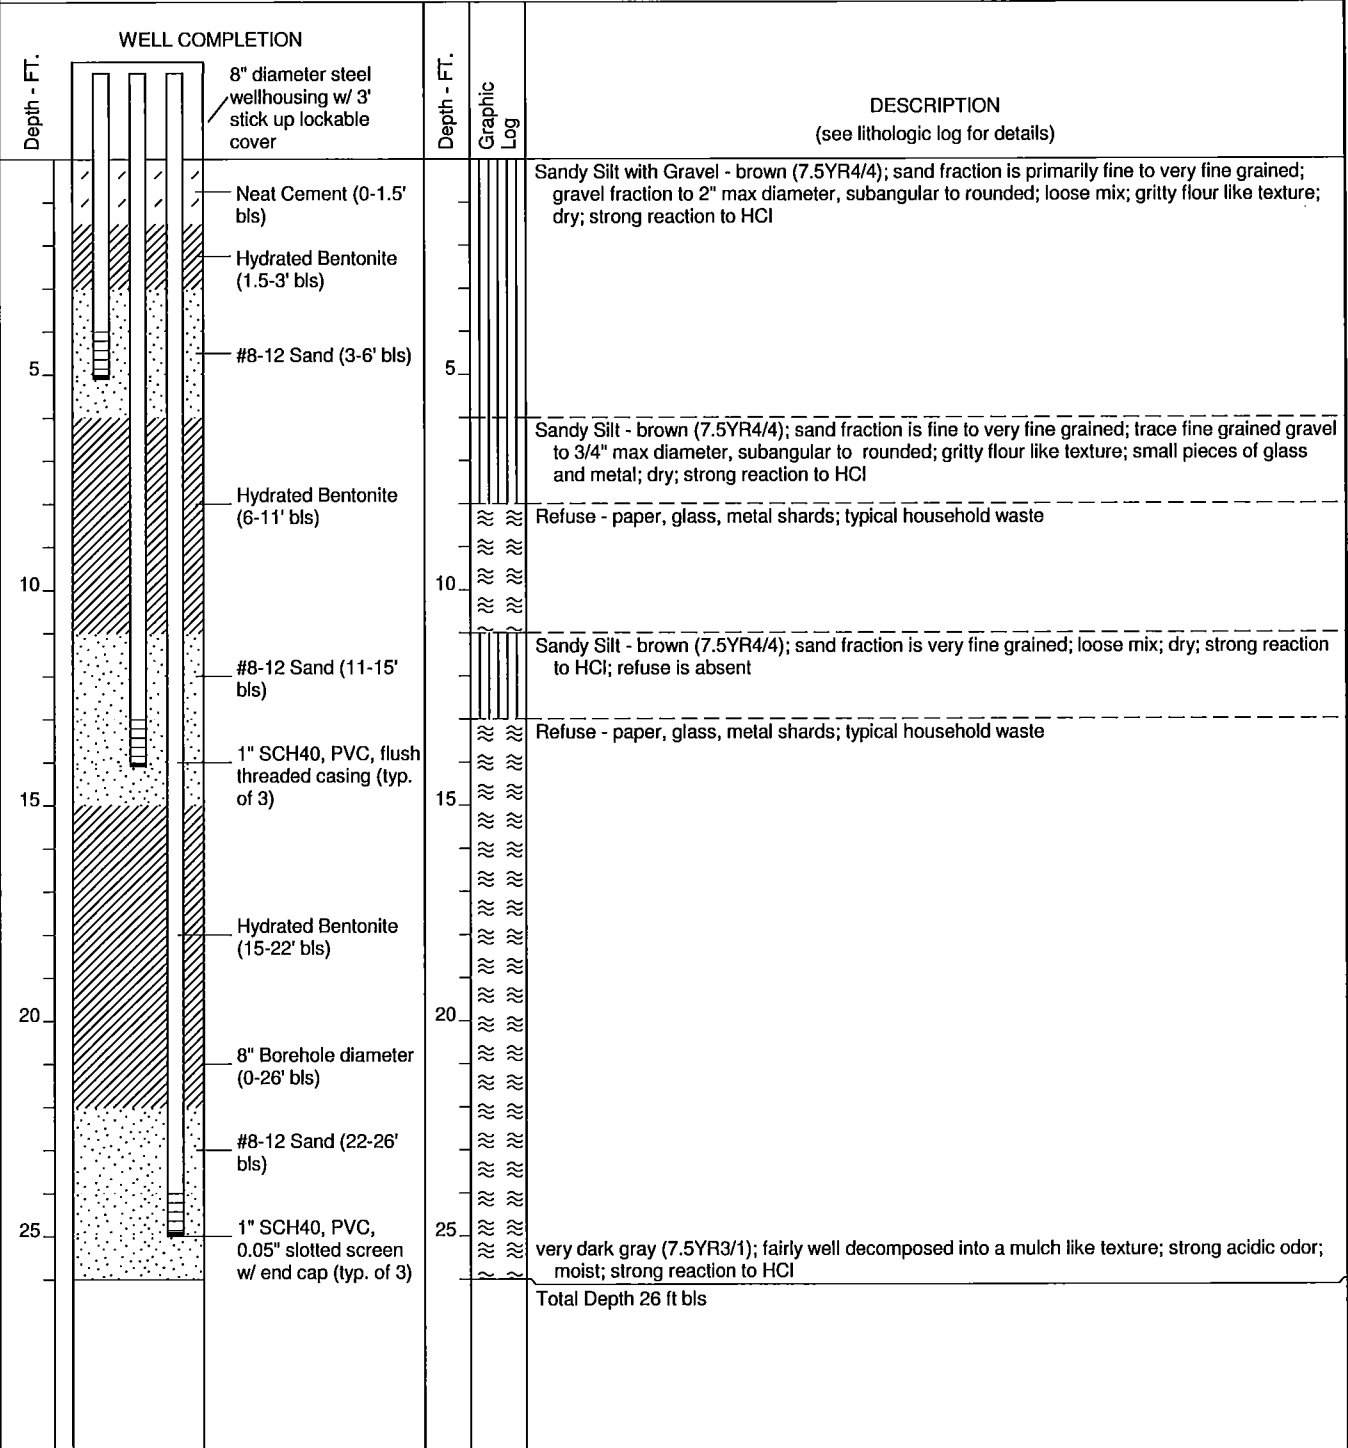 WELL COMPLETION
Depth - FT.
8" diameter steel
wellhousing w/ 3'
stick up lockable
cover
Neat Cement (0-1.5'
bls)
Hydrated Bentonite
(1.5-3' bls)
#8-12 Sand (3-6' bls)
5
Hydrated Bentonite
(6-11' bls)
10
#8-12 Sand (11-15'
bls)
1" SCH40, PVC, flush
threaded casing (typ.
of 3)
15
Hydrated Bentonite
(15-22' bls)
20
8" Borehole diameter
(0-26' bls)
#8-12 Sand (22-26'
bls)
1" SCH40, PVC,
0.05" slotted screen
w/ end cap (typ. of 3)
25
Depth - FT.
5
10
15
20
25
Graphic
Log
DESCRIPTION
(see lithologic log for details)
Sandy Silt with Gravel - brown (7.5YR4/4); sand fraction is primarily fine to very fine grained;
gravel fraction to 2" max diameter, subangular to rounded; loose mix; gritty flour like texture;
dry; strong reaction to HCl
Sandy Silt - brown (7.5YR4/4); sand fraction is fine to very fine grained; trace fine grained gravel
to 3/4" max diameter, subangular to rounded; gritty flour like texture; small pieces of glass
and metal; dry; strong reaction to HCl
Refuse - paper, glass, metal shards; typical household waste
Sandy Silt - brown (7.5YR4/4); sand fraction is very fine grained; loose mix; dry; strong reaction
to HCl; refuse is absent
Refuse - paper, glass, metal shards; typical household waste
very dark gray (7.5YR3/1); fairly well decomposed into a mulch like texture; strong acidic odor;
moist; strong reaction to HCl
Total Depth 26 ft bls